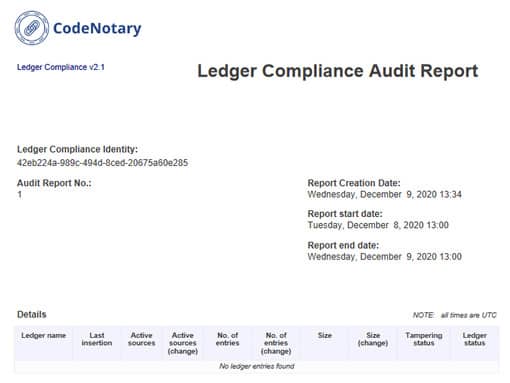 CodeNotary
Ledger Compliance v2.1
Ledger Compliance Audit Report
Ledger Compliance Identity:
42eb224a-989c-494d-8ced-20675a60e285
Audit Report No.:
1
Report Creation Date:
Wednesday, December 9, 2020 13:34
Report start date:
Tuesday, December 8, 2020 13:00
Report end date:
Wednesday, December 9, 2020 13:00
Details
NOTE: all times are UTC
Ledger name
Last
insertion
Active
sources
Active
sources
(change)
No. of
entries
No. of
entries
(change)
Size
Size
(change)
Tampering
status
Ledger
status
No ledger entries found